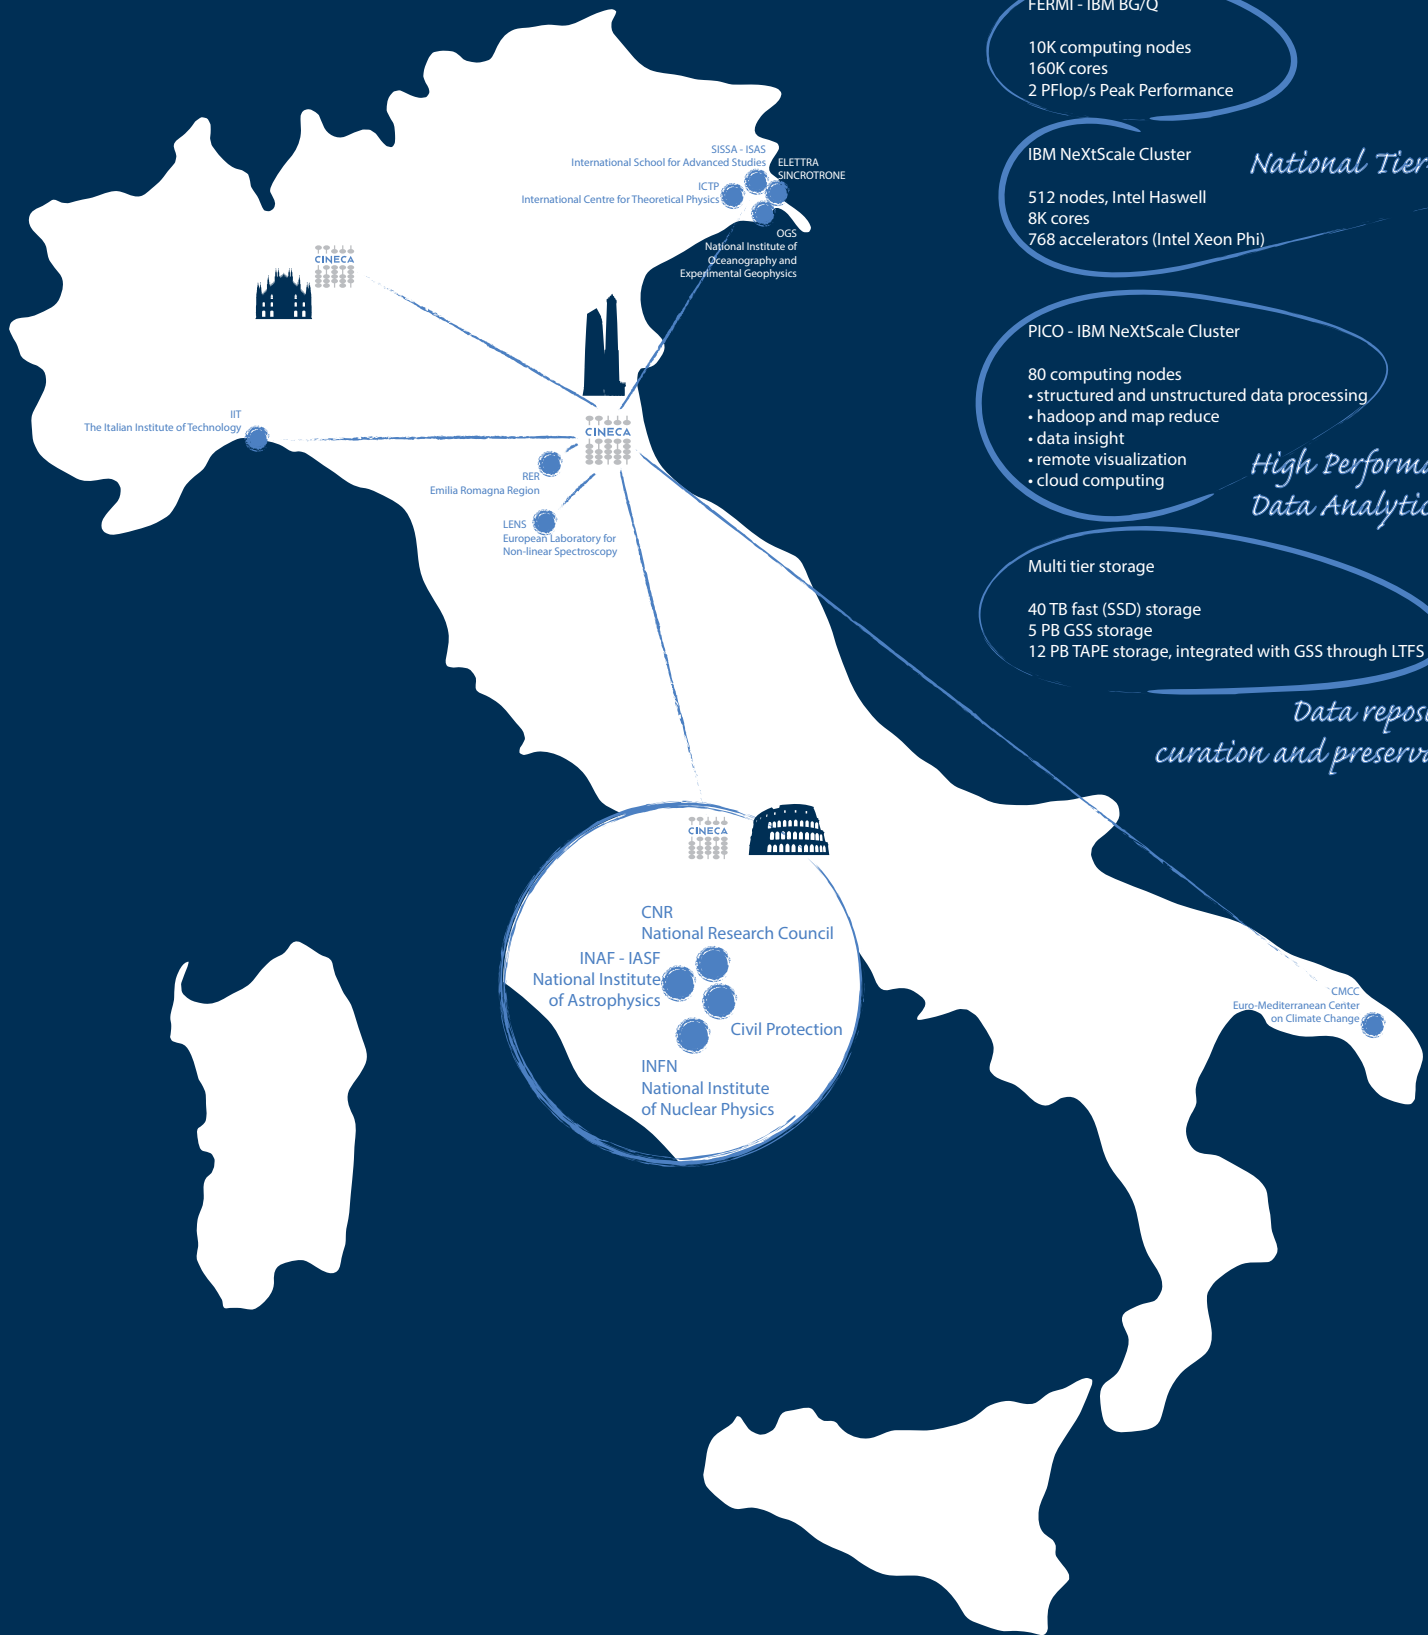 FERMI - IBM BG/Q
10K computing nodes
160K cores
2 PFlop/s Peak Performance
IBM NeXtScale Cluster
512 nodes, Intel Haswell
8K cores
768 accelerators (Intel Xeon Phi)
National Tier-
PICO - IBM NeXtScale Cluster
80 computing nodes
• structured and unstructured data processing
• hadoop and map reduce
• data insight
• remote visualization
• cloud computing
High Performa
Data Analytic
Multi tier storage
40 TB fast (SSD) storage
5 PB GSS storage
12 PB TAPE storage, integrated with GSS through LTFS
Data reposi
curation and preserva
SISSA - ISAS
International School for Advanced Studies
ELETTRA
SINCROTRONE
ICTP
International Centre for Theoretical Physics
OGS
National Institute of
Oceanography and
Experimental Geophysics
CINECA
CINECA
IIT
The Italian Institute of Technology
RER
Emilia Romagna Region
LENS
European Laboratory for
Non-linear Spectroscopy
CINECA
CNR
National Research Council
INAF - IASF
National Institute
of Astrophysics
Civil Protection
INFN
National Institute
of Nuclear Physics
CMCC
Euro-Mediterranean Center
on Climate Change